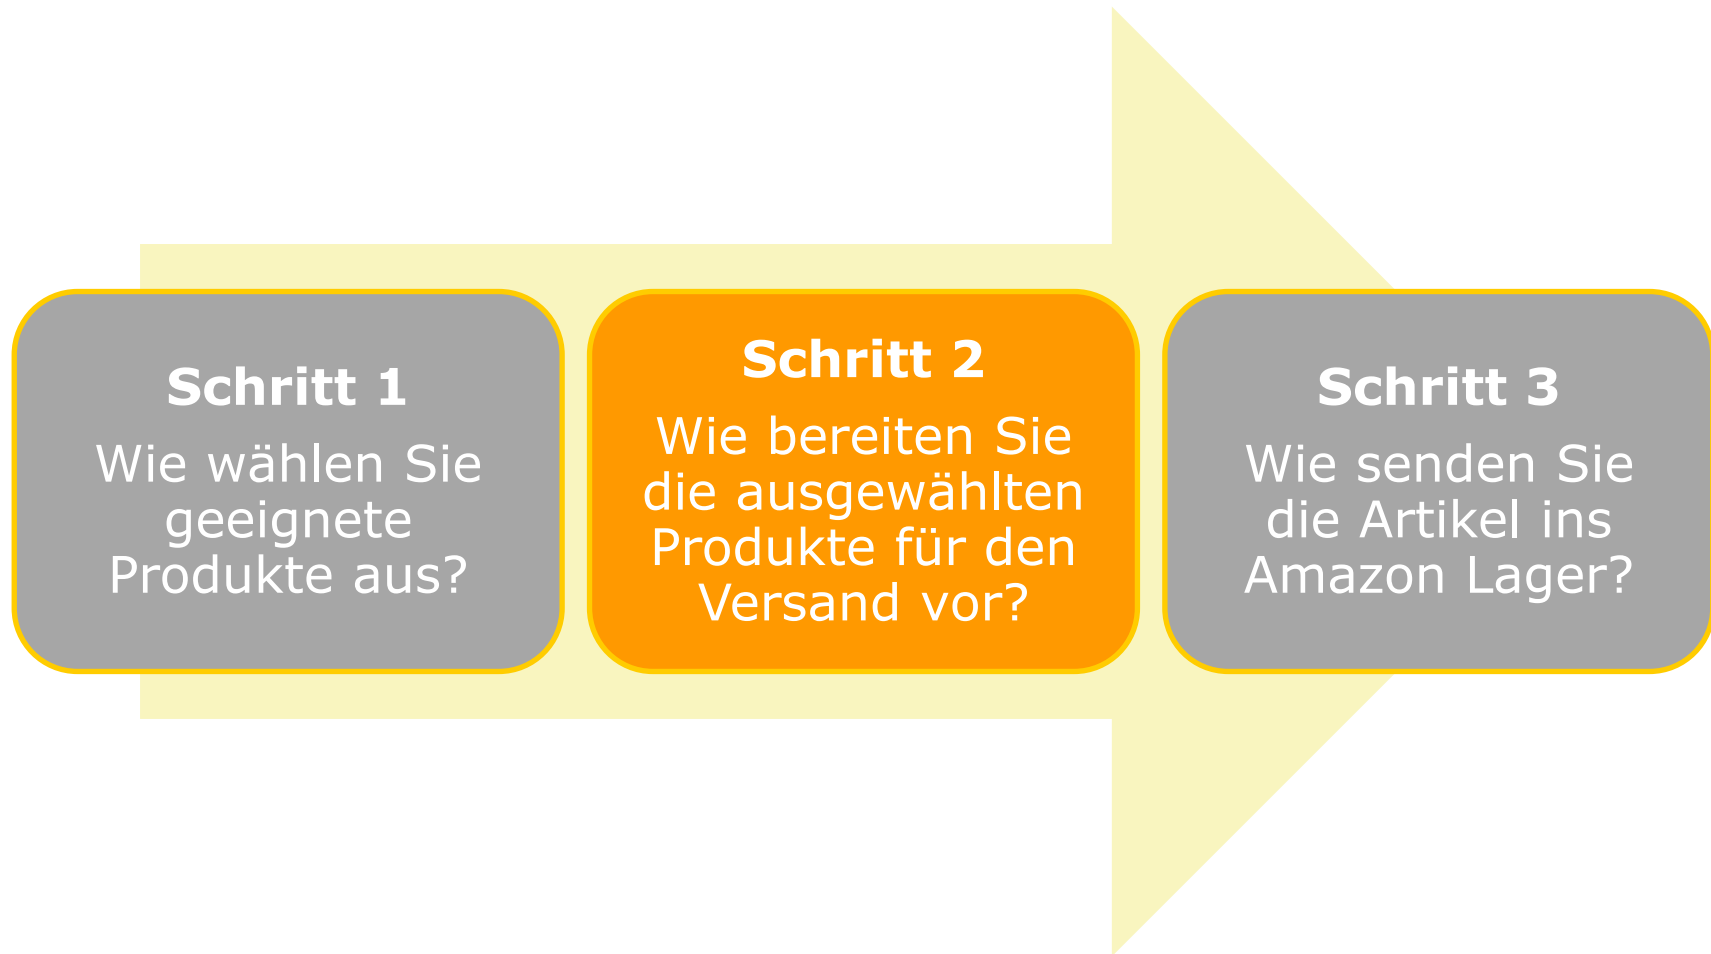 Schritt 1
Wie wählen Sie
geeignete
Produkte aus?
Schritt 2
Wie bereiten Sie
die ausgewählten
Produkte für den
Versand vor?
Schritt 3
Wie senden Sie
die Artikel ins
Amazon Lager?